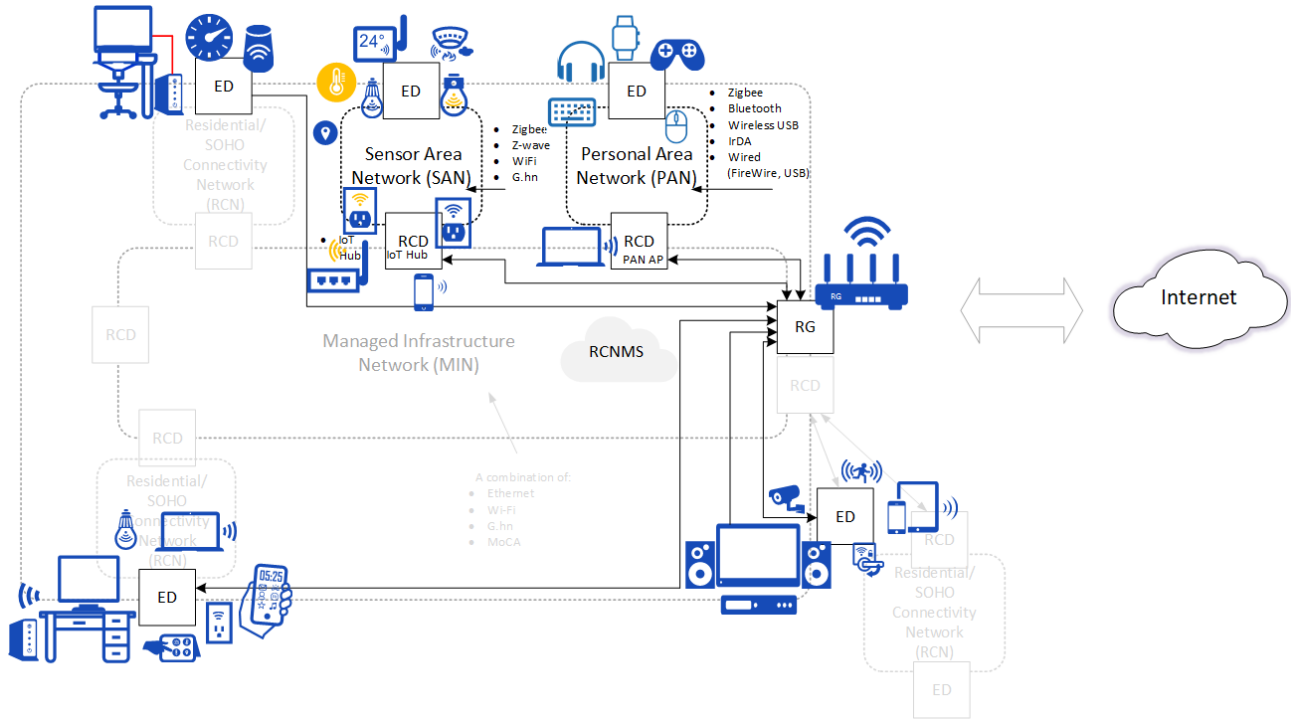 24°
ED
ED
ED
Residential/
SOHO
Connectivity
Network
(RCN)
• Zigbee
• Z-wave
• WiFi
• G.hn
• Zigbee
• Bluetooth
• Wireless USB
• IrDA
• Wired
(FireWire, USB)
Sensor Area
Network (SAN)
Personal Area
Network (PAN)
RCD
RCD
IoT Hub
RCD
PAN AP
• IoT
Hub
RG
Internet
RCD
RG
Managed Infrastructure
Network (MIN)
RCNMS
RCD
RCD
A combination of:
• Ethernet
• Wi-Fi
• G.hn
• MoCA
Residential/
SOHO
Connectivity
Network
(RCN)
ED
RCD
05:25
ED
Residential/
SOHO
Connectivity
Network
(RCN)
ED